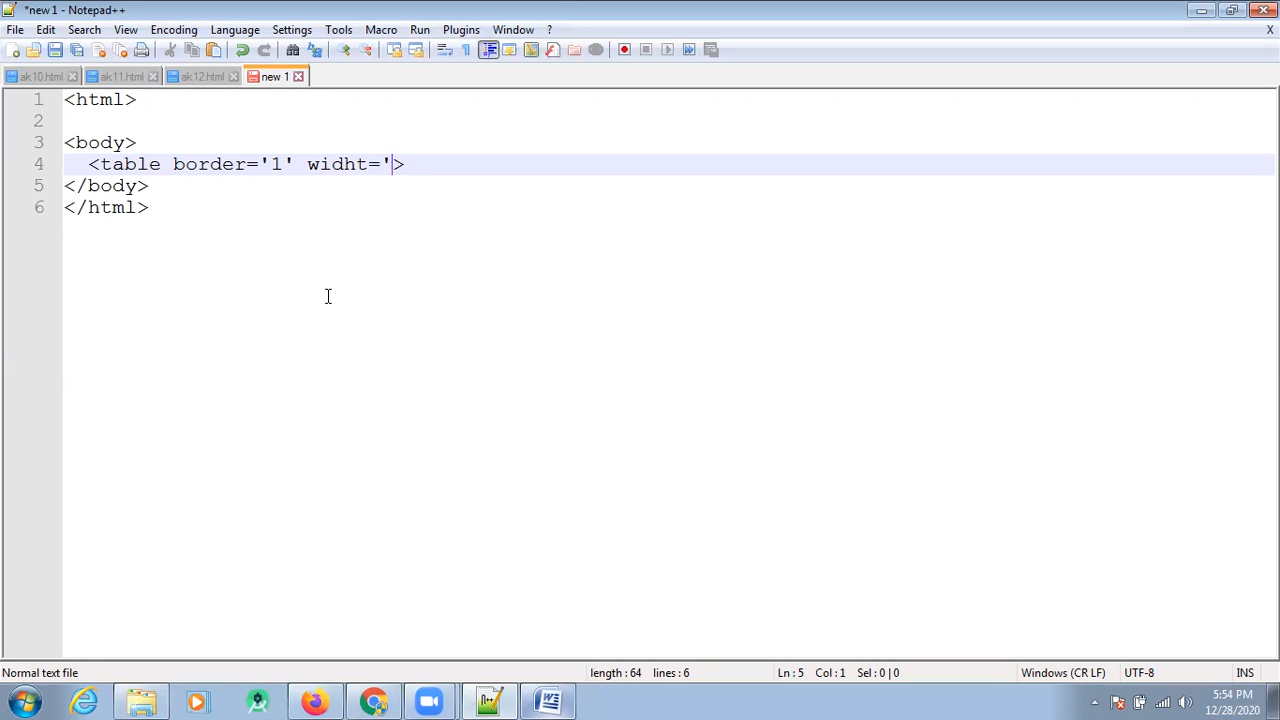 *new 1 - Notepad++
File Edit Search View Encoding Language Settings Tools Macro Run Plugins Window ? X
ak10.html ak11.html ak12.html new 1
1 <html>
2
3 <body>
4 <table border='1' widht='>
5 </body>
6 </html>
Normal text file length : 64 lines : 6 Ln : 5 Col : 1 Sel : 0 | 0 Windows (CR LF) UTF-8 INS
5:54 PM
12/28/2020